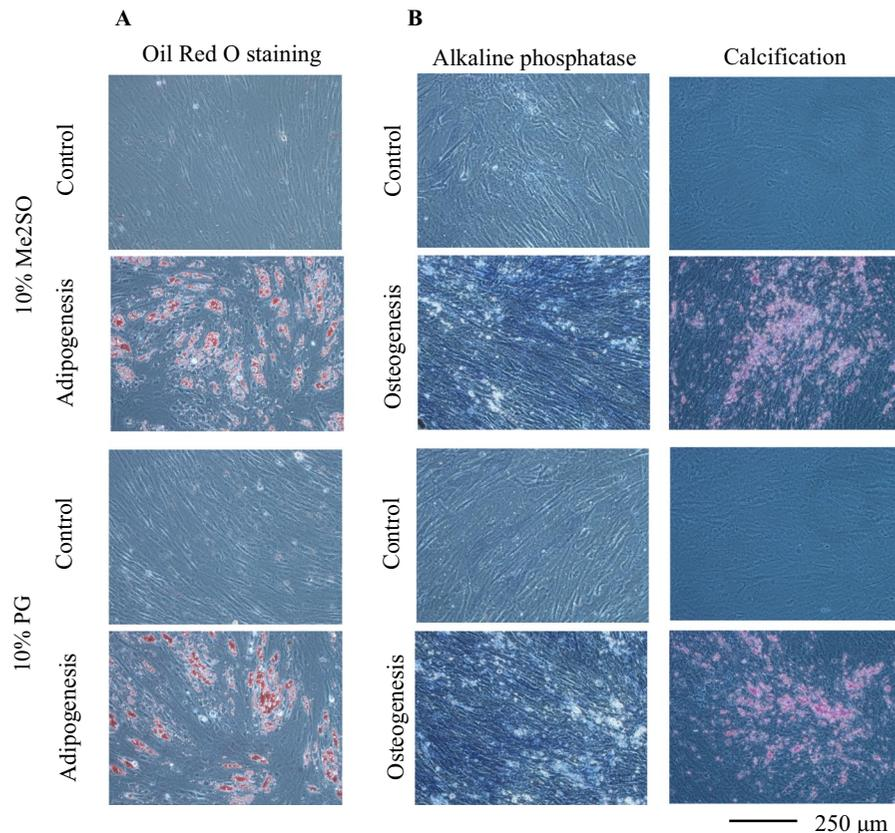 A
B
Oil Red O staining
Alkaline phosphatase
Calcification
10% Me2SO
Control
Control
Adipogenesis
Osteogenesis
10% PG
Control
Control
Adipogenesis
Osteogenesis
250 μm